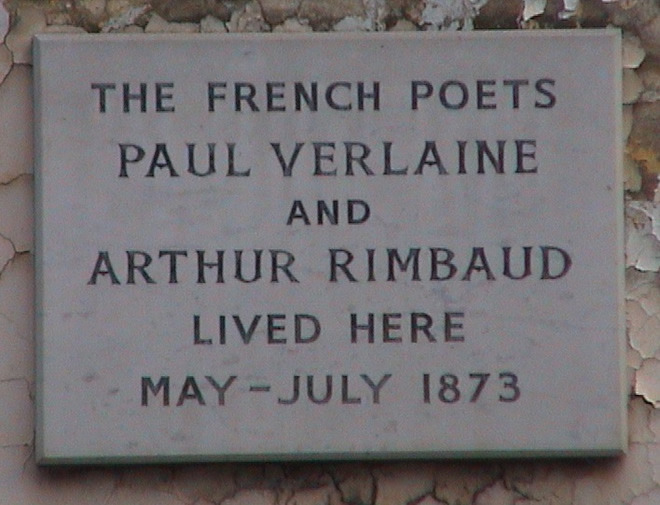 THE FRENCH POETS
PAUL VERLAINE
AND
ARTHUR RIMBAUD
LIVED HERE
MAY-JULY 1873